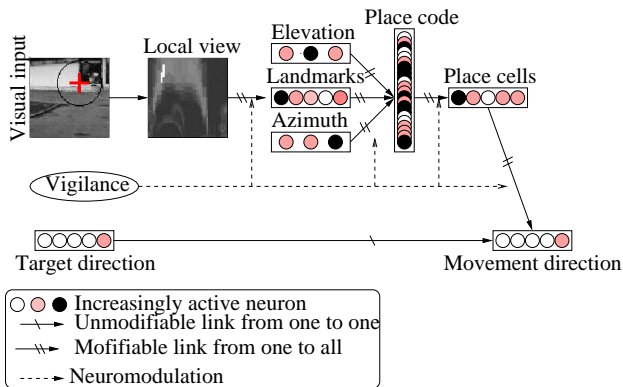 Place code
Elevation
Visual input
Local view
Landmarks
Place cells
Azimuth
Vigilance
Target direction
Movement direction
Increasingly active neuron
Unmodifiable link from one to one
Mofifiable link from one to all
Neuromodulation